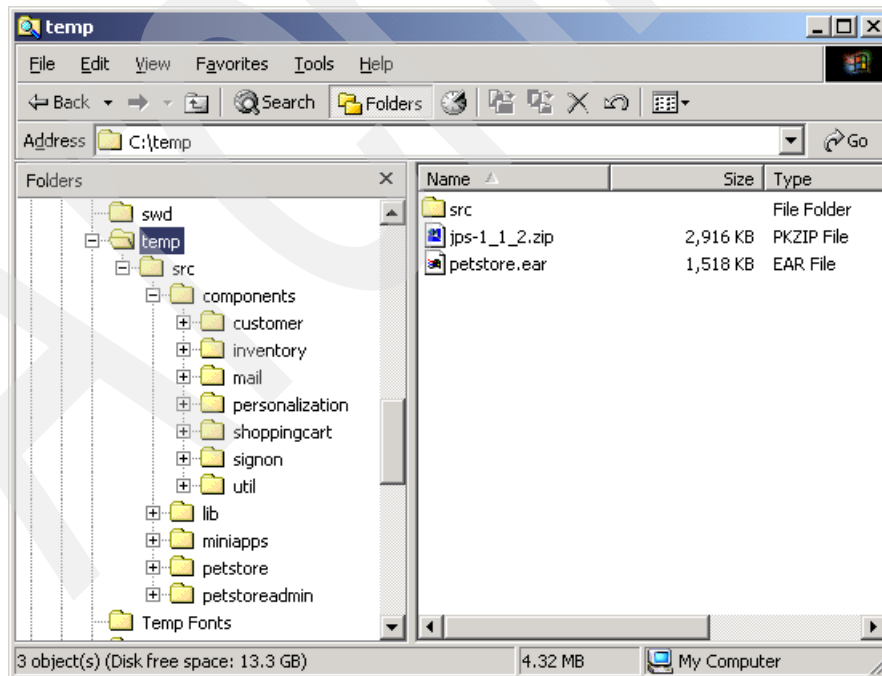 temp
File Edit View Favorites Tools Help
Back Search Folders
Address C:\temp Go
Folders
Name Size Type
swd
temp
src
components
customer
inventory
mail
personalization
shoppingcart
signon
util
lib
miniapps
petstore
petstoreadmin
Temp Fonts
src File Folder
jps-1_1_2.zip 2,916 KB PKZIP File
petstore.ear 1,518 KB EAR File
3 object(s) (Disk free space: 13.3 GB) 4.32 MB My Computer